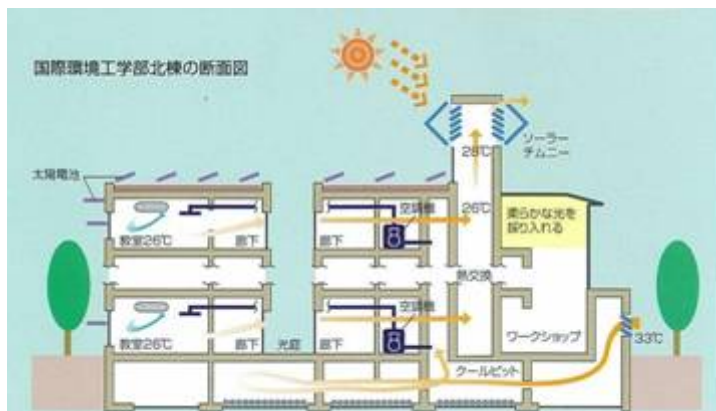 国際環境工学部北棟の断面図
ソーラー
チムニー
28℃
太陽電池
空調機
26℃
柔らかな光を
採り入れる
教室26℃
廊下
廊下
熱交換
空調機
ワークショップ
33℃
教室26℃
廊下
光庭
廊下
クールピット